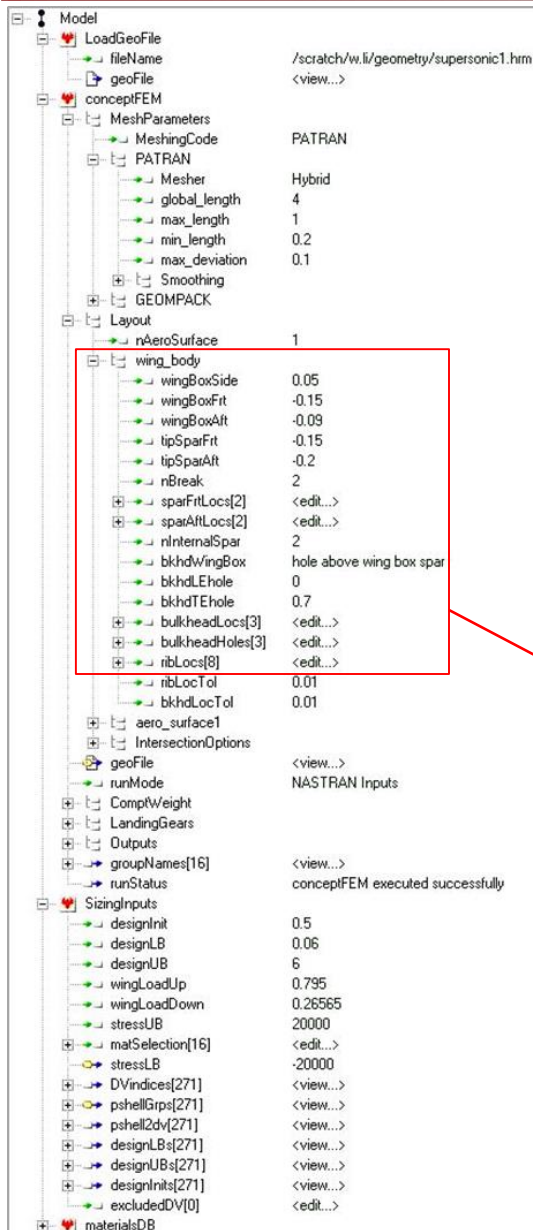 Model
LoadGeoFile
fileName /scratch/w.li/geometry/supersonic1.hrm
geoFile <view...>
conceptFEM
MeshParameters
MeshingCode PATRAN
PATRAN
Mesher Hybrid
global_length 4
max_length 1
min_length 0.2
max_deviation 0.1
Smoothing
GEOMPACK
Layout
nAeroSurface 1
wing_body
wingBoxSide 0.05
wingBoxFrt -0.15
wingBoxAft -0.09
tipSparFrt -0.15
tipSparAft -0.2
nBreak 2
sparFrtLocs[2] <edit...>
sparAftLocs[2] <edit...>
nInternalSpar 2
bkhdWingBox hole above wing box spar
bkhdLEhole 0
bkhdTEhole 0.7
bulkheadLocs[3] <edit...>
bulkheadHoles[3] <edit...>
ribLocs[8] <edit...>
ribLocTol 0.01
bkhdLocTol 0.01
aero_surface1
IntersectionOptions
geoFile <view...>
runMode NASTRAN Inputs
ComptWeight
LandingGears
Outputs
groupNames[16] <view...>
runStatus conceptFEM executed successfully
SizingInputs
designInit 0.5
designLB 0.06
designUB 6
wingLoadUp 0.795
wingLoadDown 0.26565
stressUB 20000
matSelection[16] <edit...>
stressLB -20000
DVindices[271] <view...>
pshellGrps[271] <view...>
pshell2dv[271] <view...>
designLBs[271] <view...>
designUBs[271] <view...>
designInits[271] <view...>
excludedDV[0] <edit...>
materialsDB